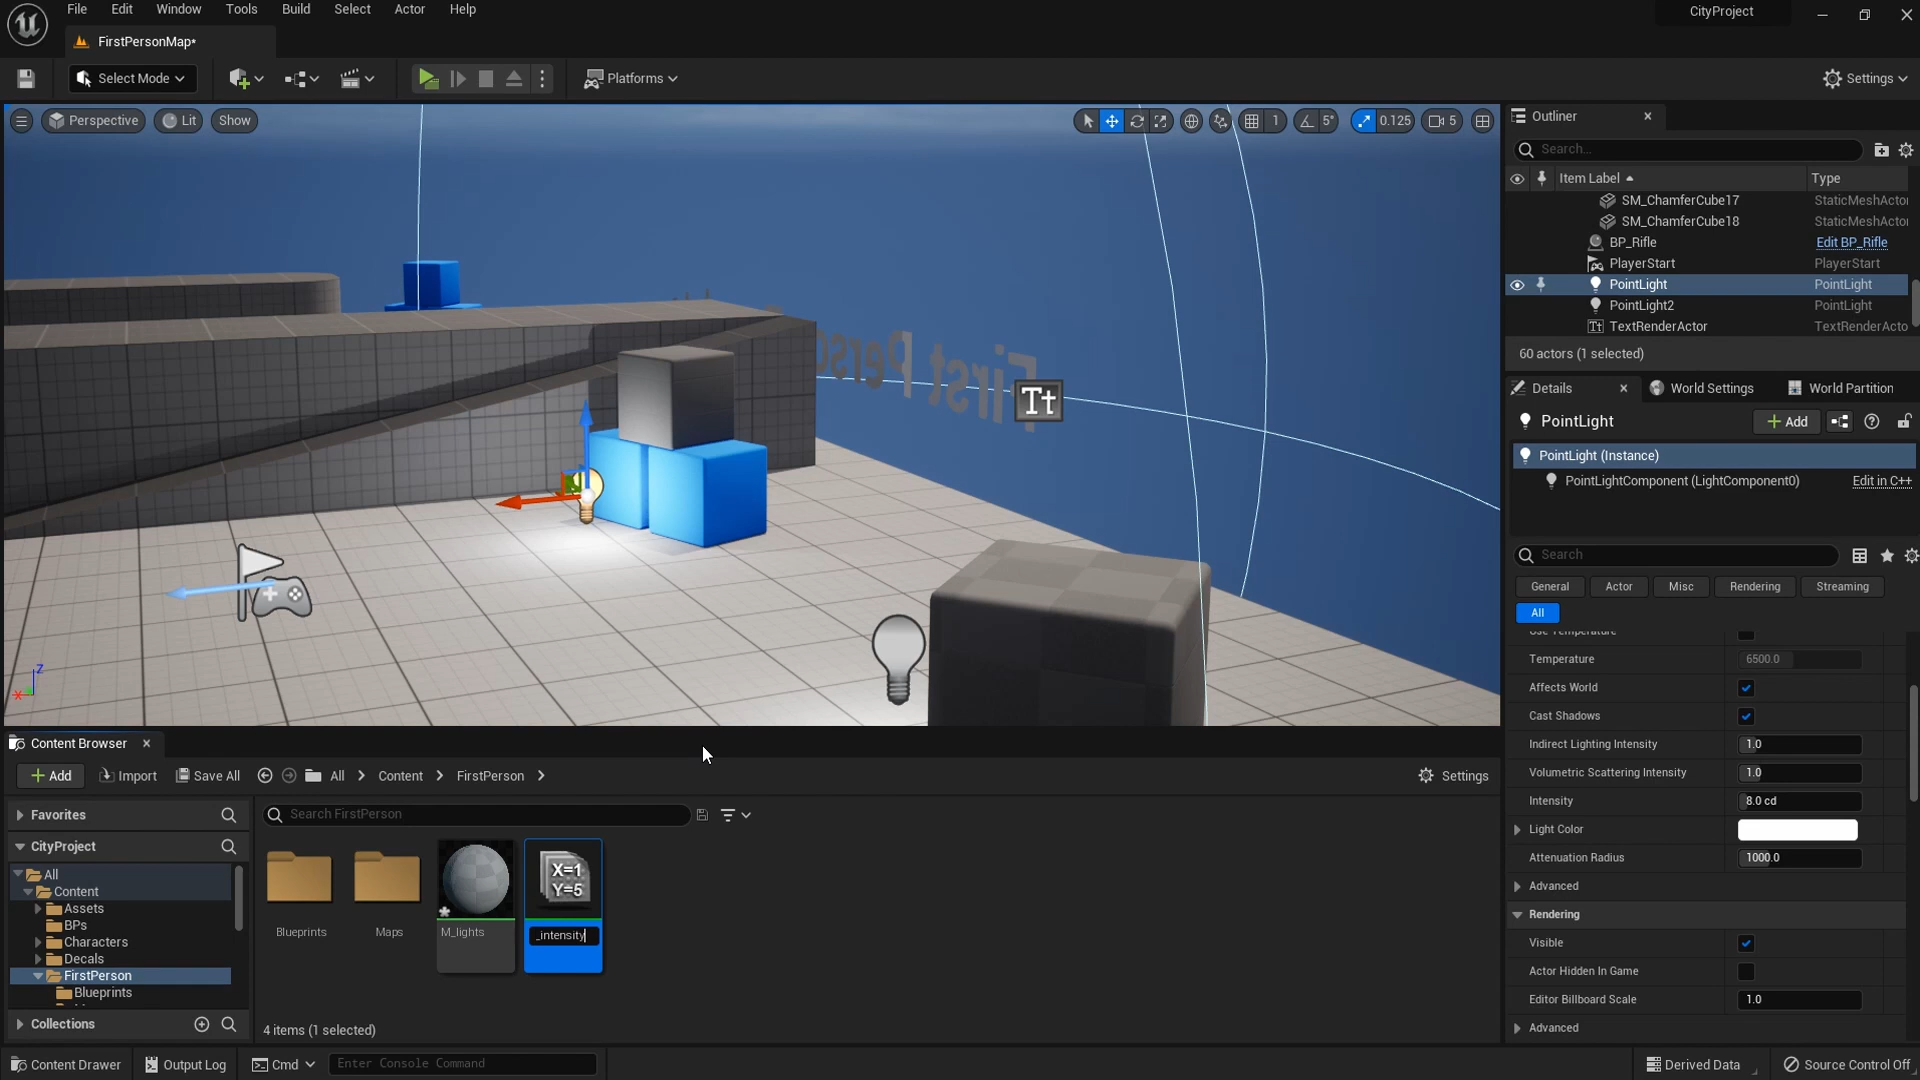 File Edit Window Tools Build Select Actor Help
CityProject
FirstPersonMap*
Select Mode
Platforms
Settings
Perspective
Lit
Show
1
5°
0.125
5
First Perso
Tt
Outliner
Search...
Item Label
Type
SM_ChamferCube17 StaticMeshActor
SM_ChamferCube18 StaticMeshActor
BP_Rifle Edit BP_Rifle
PlayerStart PlayerStart
PointLight PointLight
PointLight2 PointLight
TextRenderActor TextRenderActo
60 actors (1 selected)
Details
World Settings
World Partition
PointLight
Add
PointLight (Instance)
PointLightComponent (LightComponent0) Edit in C++
Search
General Actor Misc Rendering Streaming
All
Use Temperature
Temperature 6500.0
Affects World
Cast Shadows
Indirect Lighting Intensity 1.0
Volumetric Scattering Intensity 1.0
Intensity 8.0 cd
Light Color
Attenuation Radius 1000.0
Advanced
Rendering
Visible
Actor Hidden In Game
Editor Billboard Scale 1.0
Advanced
Z
X
Content Browser
Add
Import
Save All
All
Content
FirstPerson
Settings
Favorites
CityProject
All
Content
Assets
BPs
Characters
Decals
FirstPerson
Blueprints
Collections
Search FirstPerson
X=1
Y=5
Blueprints
Maps
M_lights
_intensity
4 items (1 selected)
Content Drawer
Output Log
Cmd
Enter Console Command
Derived Data
Source Control Off